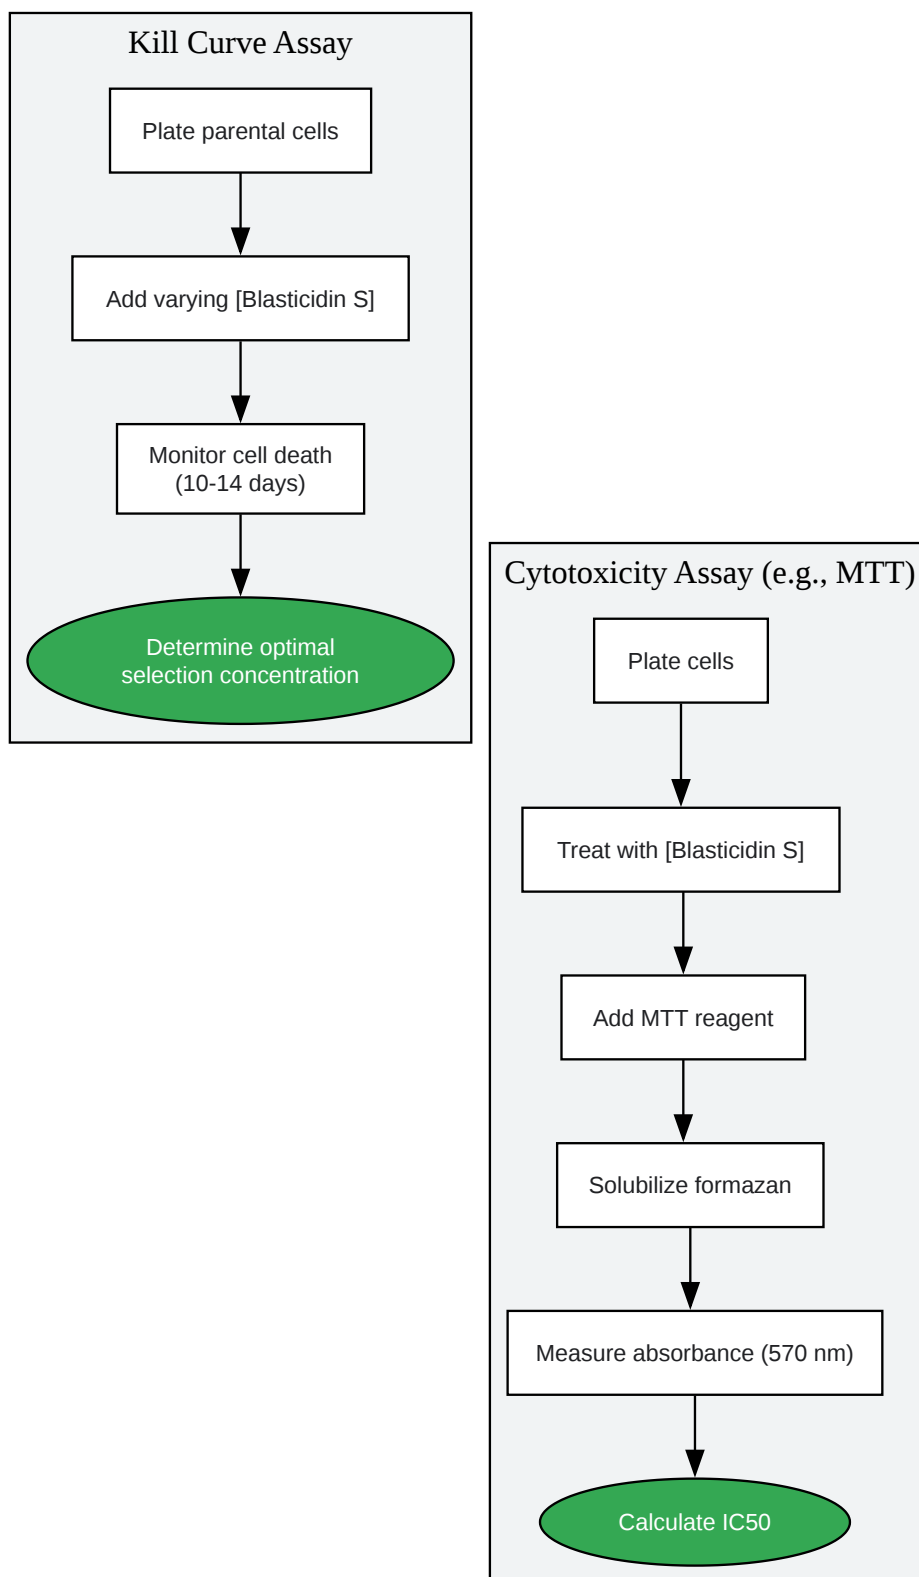 Kill Curve Assay
Plate parental cells
Add varying [Blasticidin S]
Monitor cell death
(10-14 days)
Determine optimal
selection concentration
Cytotoxicity Assay (e.g., MTT)
Plate cells
Treat with [Blasticidin S]
Add MTT reagent
Solubilize formazan
Measure absorbance (570 nm)
Calculate IC50